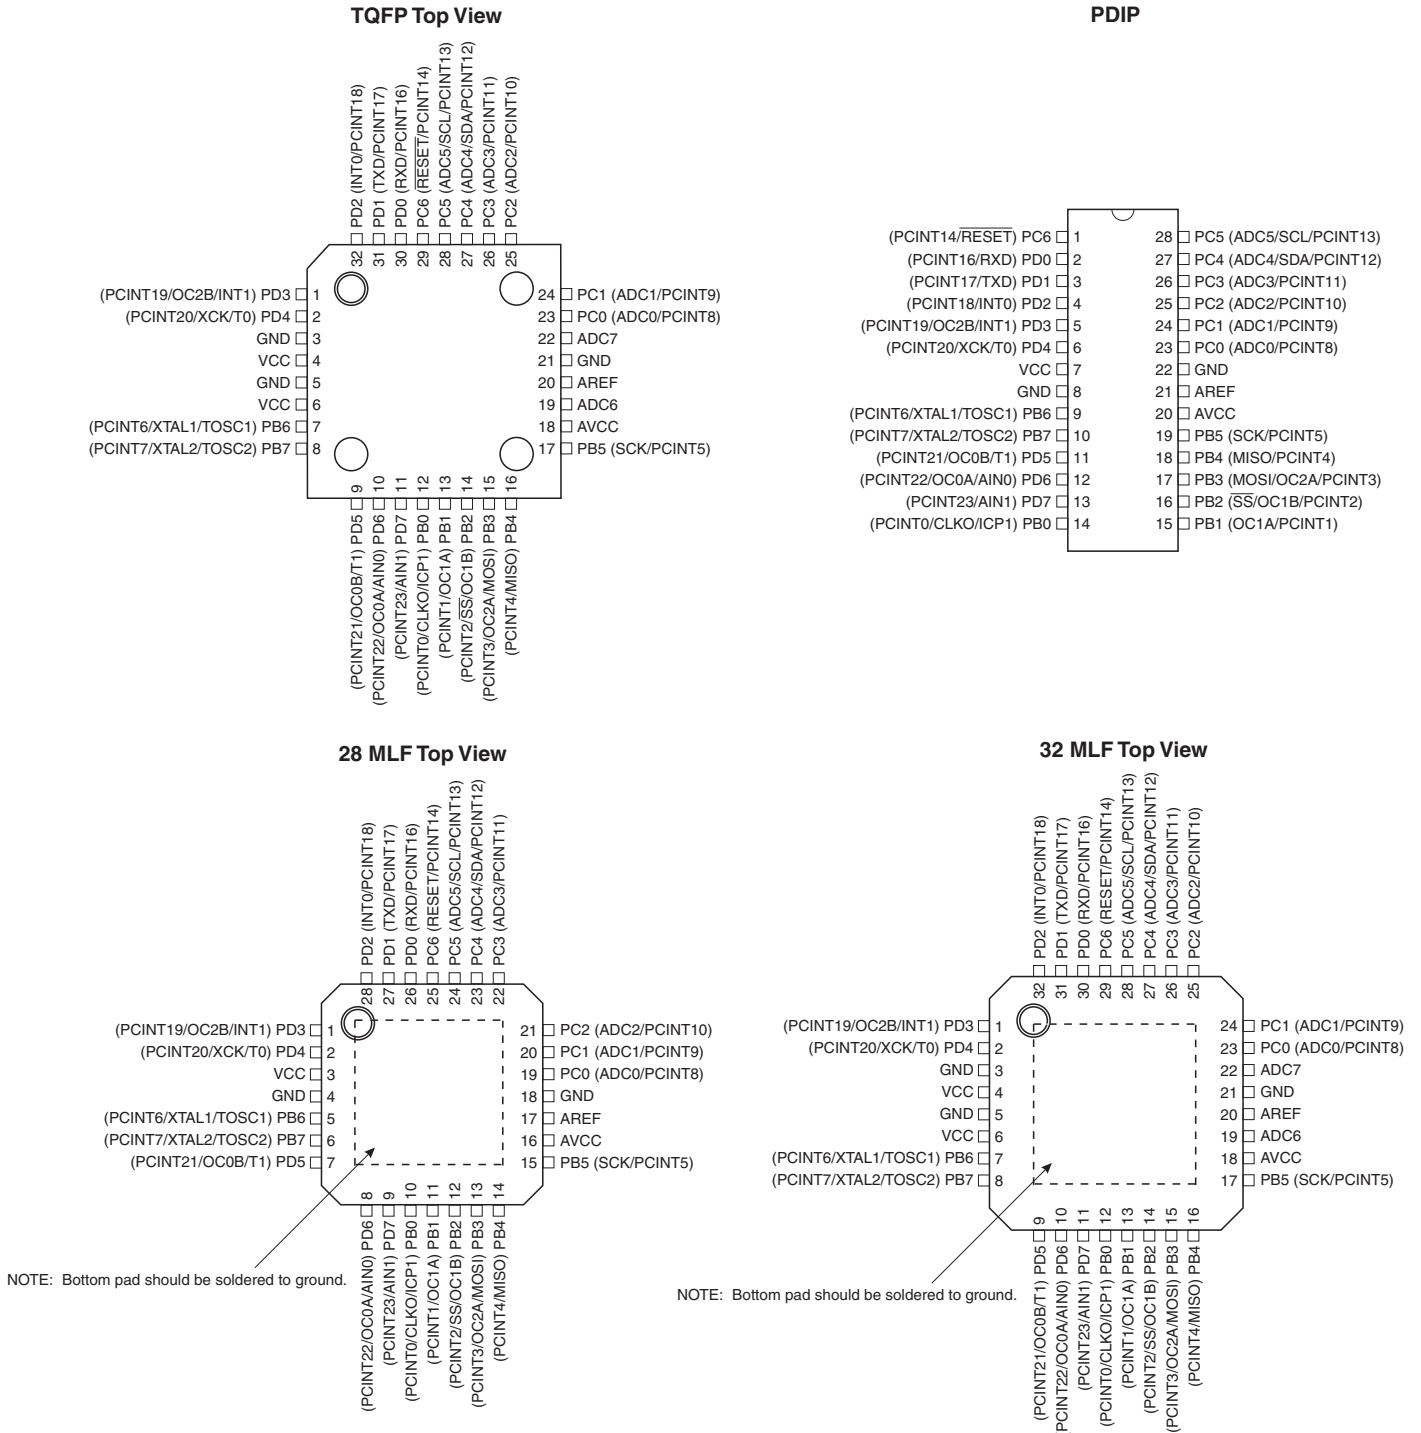 TQFP Top View
PD2 (INT0/PCINT18)
PD1 (TXD/PCINT17)
PD0 (RXD/PCINT16)
PC6 (RESET/PCINT14)
PC5 (ADC5/SCL/PCINT13)
PC4 (ADC4/SDA/PCINT12)
PC3 (ADC3/PCINT11)
PC2 (ADC2/PCINT10)
32 31 30 29 28 27 26 25
(PCINT19/OC2B/INT1) PD3 1
(PCINT20/XCK/T0) PD4 2
GND 3
VCC 4
GND 5
VCC 6
(PCINT6/XTAL1/TOSC1) PB6 7
(PCINT7/XTAL2/TOSC2) PB7 8
24 PC1 (ADC1/PCINT9)
23 PC0 (ADC0/PCINT8)
22 ADC7
21 GND
20 AREF
19 ADC6
18 AVCC
17 PB5 (SCK/PCINT5)
9 10 11 12 13 14 15 16
(PCINT21/OC0B/T1) PD5
(PCINT22/OC0A/AIN0) PD6
(PCINT23/AIN1) PD7
(PCINT0/CLKO/ICP1) PB0
(PCINT1/OC1A) PB1
(PCINT2/SS/OC1B) PB2
(PCINT3/OC2A/MOSI) PB3
(PCINT4/MISO) PB4
PDIP
(PCINT14/RESET) PC6 1
(PCINT16/RXD) PD0 2
(PCINT17/TXD) PD1 3
(PCINT18/INT0) PD2 4
(PCINT19/OC2B/INT1) PD3 5
(PCINT20/XCK/T0) PD4 6
VCC 7
GND 8
(PCINT6/XTAL1/TOSC1) PB6 9
(PCINT7/XTAL2/TOSC2) PB7 10
(PCINT21/OC0B/T1) PD5 11
(PCINT22/OC0A/AIN0) PD6 12
(PCINT23/AIN1) PD7 13
(PCINT0/CLKO/ICP1) PB0 14
28 PC5 (ADC5/SCL/PCINT13)
27 PC4 (ADC4/SDA/PCINT12)
26 PC3 (ADC3/PCINT11)
25 PC2 (ADC2/PCINT10)
24 PC1 (ADC1/PCINT9)
23 PC0 (ADC0/PCINT8)
22 GND
21 AREF
20 AVCC
19 PB5 (SCK/PCINT5)
18 PB4 (MISO/PCINT4)
17 PB3 (MOSI/OC2A/PCINT3)
16 PB2 (SS/OC1B/PCINT2)
15 PB1 (OC1A/PCINT1)
28 MLF Top View
PD2 (INT0/PCINT18)
PD1 (TXD/PCINT17)
PD0 (RXD/PCINT16)
PC6 (RESET/PCINT14)
PC5 (ADC5/SCL/PCINT13)
PC4 (ADC4/SDA/PCINT12)
PC3 (ADC3/PCINT11)
28 27 26 25 24 23 22
(PCINT19/OC2B/INT1) PD3 1
(PCINT20/XCK/T0) PD4 2
VCC 3
GND 4
(PCINT6/XTAL1/TOSC1) PB6 5
(PCINT7/XTAL2/TOSC2) PB7 6
(PCINT21/OC0B/T1) PD5 7
21 PC2 (ADC2/PCINT10)
20 PC1 (ADC1/PCINT9)
19 PC0 (ADC0/PCINT8)
18 GND
17 AREF
16 AVCC
15 PB5 (SCK/PCINT5)
8 9 10 11 12 13 14
(PCINT22/OC0A/AIN0) PD6
(PCINT23/AIN1) PD7
(PCINT0/CLKO/ICP1) PB0
(PCINT1/OC1A) PB1
(PCINT2/SS/OC1B) PB2
(PCINT3/OC2A/MOSI) PB3
(PCINT4/MISO) PB4
NOTE: Bottom pad should be soldered to ground.
32 MLF Top View
PD2 (INT0/PCINT18)
PD1 (TXD/PCINT17)
PD0 (RXD/PCINT16)
PC6 (RESET/PCINT14)
PC5 (ADC5/SCL/PCINT13)
PC4 (ADC4/SDA/PCINT12)
PC3 (ADC3/PCINT11)
PC2 (ADC2/PCINT10)
32 31 30 29 28 27 26 25
(PCINT19/OC2B/INT1) PD3 1
(PCINT20/XCK/T0) PD4 2
GND 3
VCC 4
GND 5
VCC 6
(PCINT6/XTAL1/TOSC1) PB6 7
(PCINT7/XTAL2/TOSC2) PB7 8
24 PC1 (ADC1/PCINT9)
23 PC0 (ADC0/PCINT8)
22 ADC7
21 GND
20 AREF
19 ADC6
18 AVCC
17 PB5 (SCK/PCINT5)
9 10 11 12 13 14 15 16
(PCINT21/OC0B/T1) PD5
(PCINT22/OC0A/AIN0) PD6
(PCINT23/AIN1) PD7
(PCINT0/CLKO/ICP1) PB0
(PCINT1/OC1A) PB1
(PCINT2/SS/OC1B) PB2
(PCINT3/OC2A/MOSI) PB3
(PCINT4/MISO) PB4
NOTE: Bottom pad should be soldered to ground.